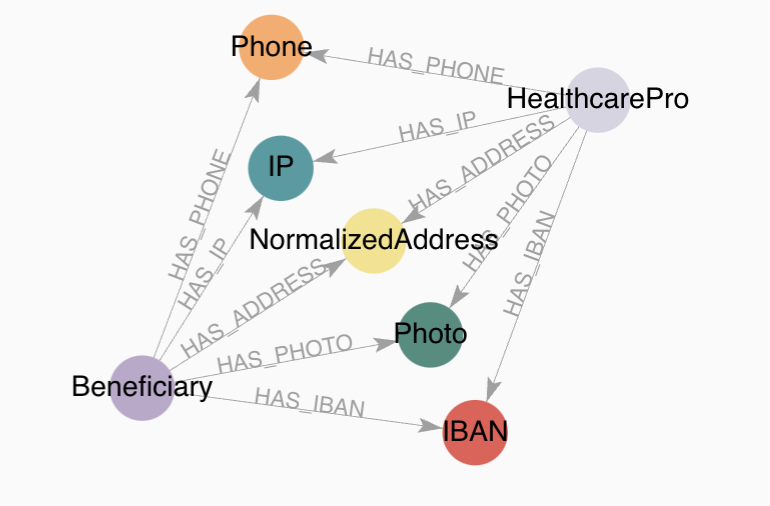 Phone
HAS_PHONE
HealthcarePro
HAS_IP
IP
HAS_ADDRESS
HAS_PHOTO
HAS_PHONE
NormalizedAddress
HAS_IBAN
HAS_IP
HAS_ADDRESS
Photo
HAS_PHOTO
Beneficiary
HAS_IBAN
IBAN